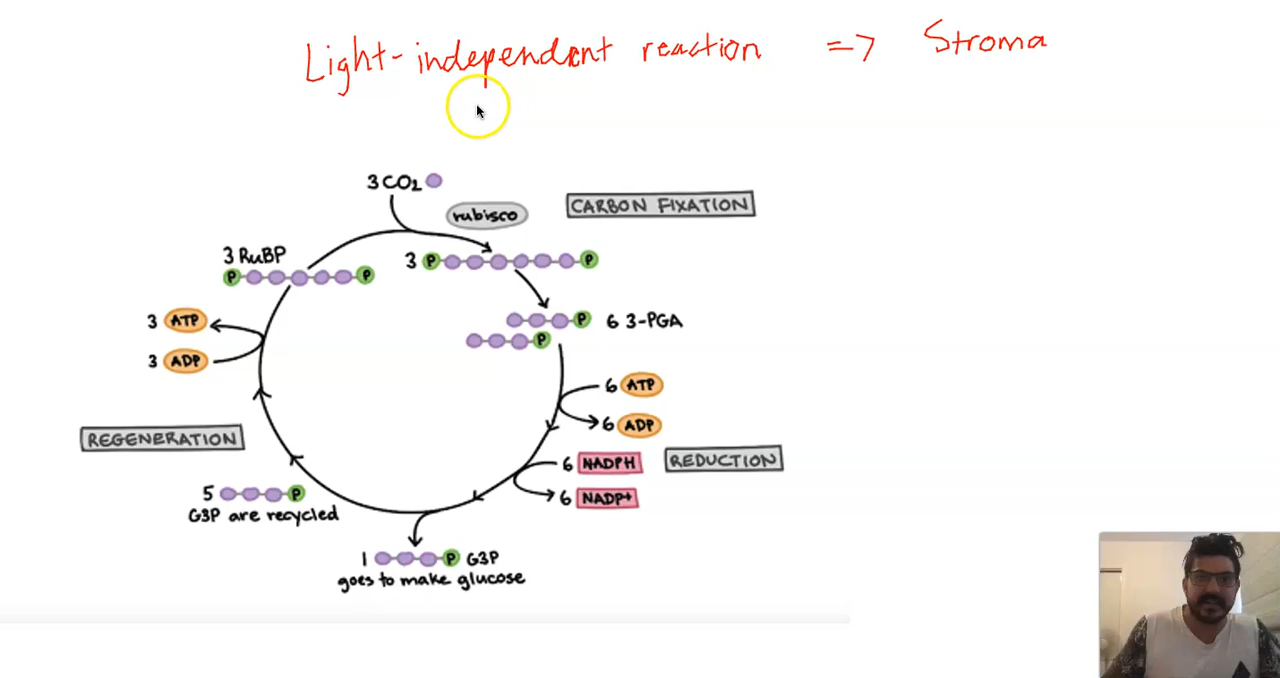 Light-independent reaction => Stroma
3 CO2
rubisco
CARBON FIXATION
3 RuBP
P P
3 P P
P 6 3-PGA
P
3 ATP
3 ADP
6 ATP
6 ADP
REGENERATION
6 NADPH
REDUCTION
6 NADP+
5 P
G3P are recycled
1 P G3P
goes to make glucose